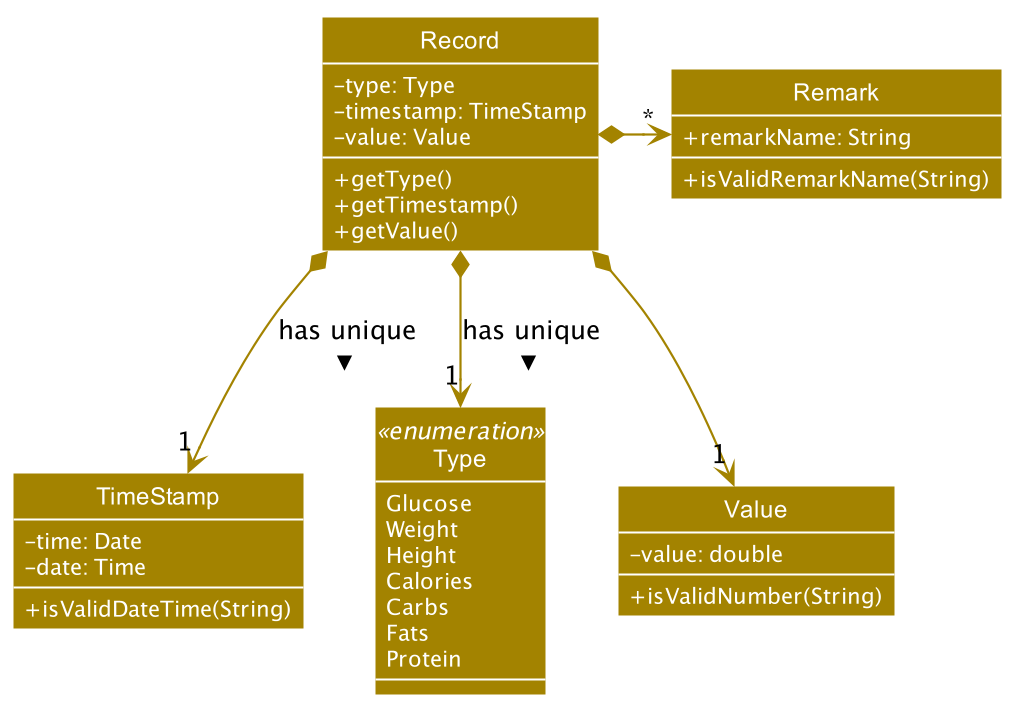 Record
-type: Type
-timestamp: TimeStamp
-value: Value
+getType()
+getTimestamp()
+getValue()
*
Remark
+remarkName: String
+isValidRemarkName(String)
has unique
▼
has unique
▼
1
1
1
TimeStamp
-time: Date
-date: Time
+isValidDateTime(String)
«enumeration»
Type
Glucose
Weight
Height
Calories
Carbs
Fats
Protein
Value
-value: double
+isValidNumber(String)